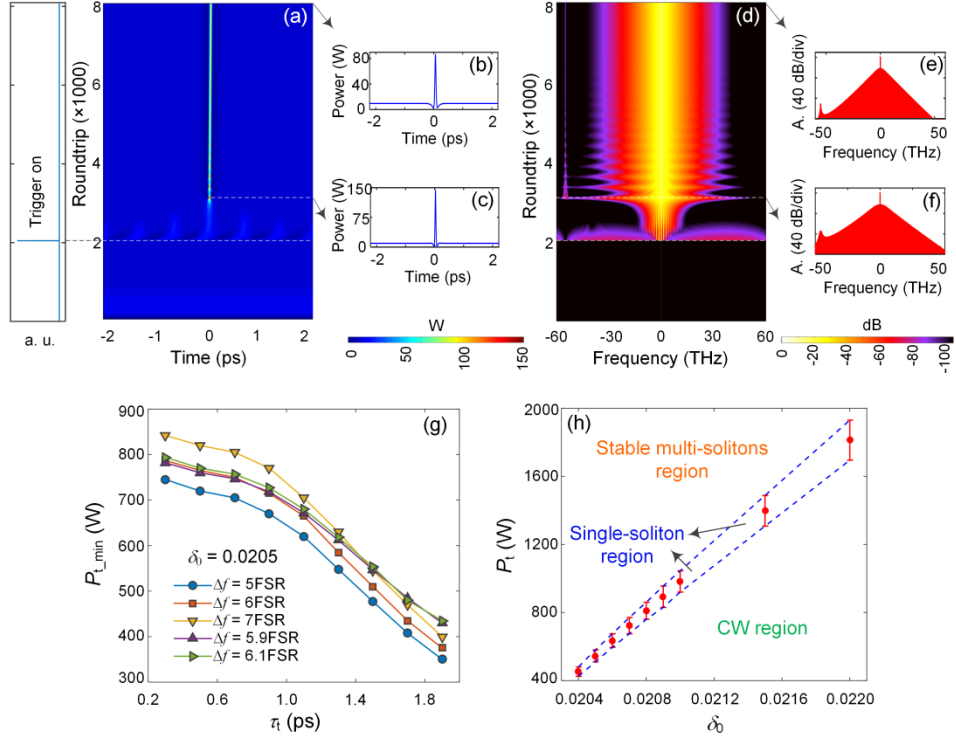 Trigger on
a. u.
(a)
Roundtrip (×1000)
8
6
4
2
-2
-1
0
1
2
Time (ps)
(b)
Power (W)
80
40
0
-2
0
2
Time (ps)
(c)
Power (W)
150
75
0
-2
0
2
Time (ps)
W
0
50
100
150
(d)
Roundtrip (×1000)
8
6
4
2
-60
-30
0
30
60
Frequency (THz)
(e)
A. (40 dB/div)
-50
0
50
Frequency (THz)
(f)
A. (40 dB/div)
-50
0
50
Frequency (THz)
dB
0
-20
-40
-60
-80
-100
(g)
P_t_min (W)
900
800
700
600
500
400
300
δ0 = 0.0205
Δf = 5FSR
Δf = 6FSR
Δf = 7FSR
Δf = 5.9FSR
Δf = 6.1FSR
0.2
0.6
1.0
1.4
1.8
τt (ps)
(h)
Pt (W)
2000
1600
1200
800
400
Stable multi-solitons
region
Single-soliton
region
CW region
0.0204
0.0208
0.0212
0.0216
0.0220
δ0